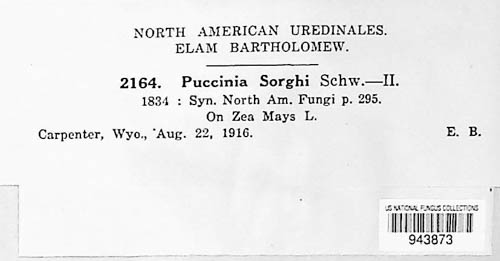 NORTH AMERICAN UREDINALES.
ELAM BARTHOLOMEW.
2164. Puccinia Sorghi Schw.—II.
1834 : Syn. North Am. Fungi p. 295.
On Zea Mays L.
Carpenter, Wyo., Aug. 22, 1916. E. B.
US NATIONAL FUNGUS COLLECTIONS
943873